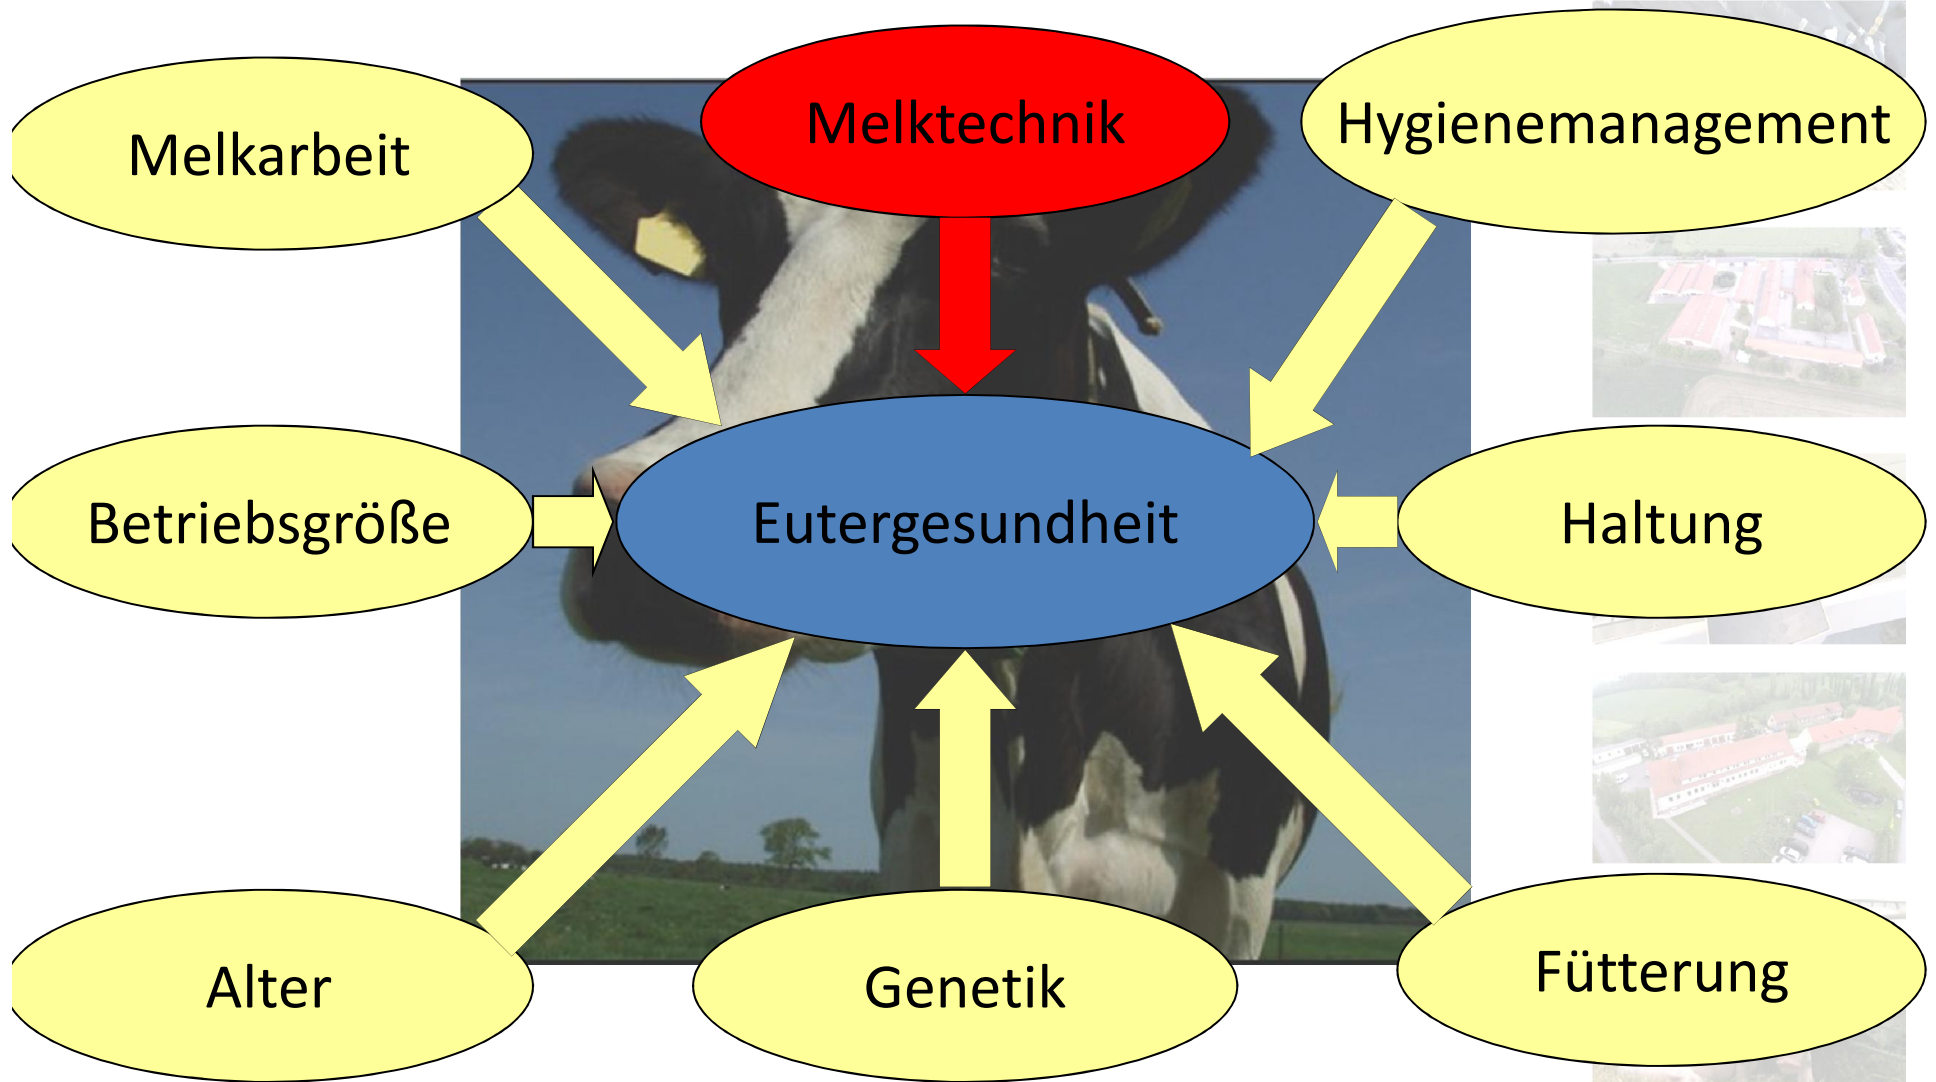 Melkarbeit
Melktechnik
Hygienemanagement
Betriebsgröße
Eutergesundheit
Haltung
Alter
Genetik
Fütterung